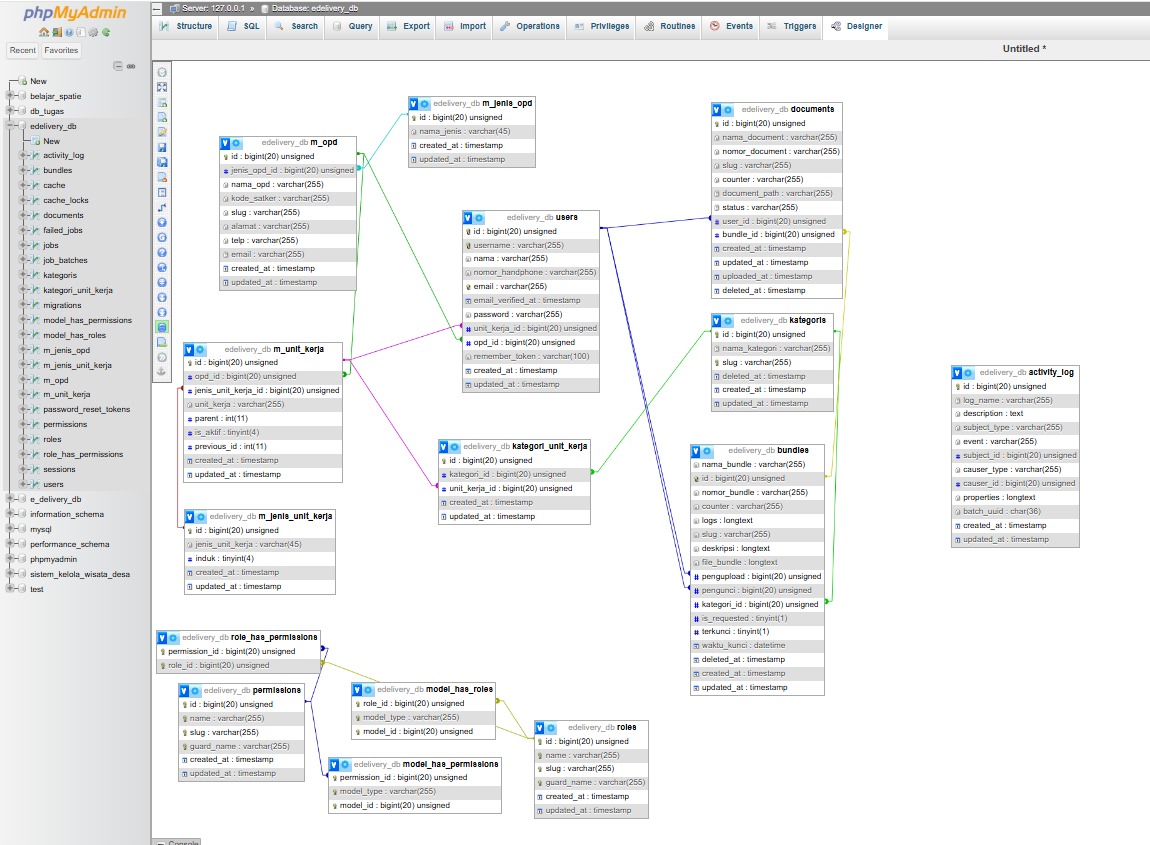 phpMyAdmin
Recent Favorites
New
belajar_spatie
db_tugas
edelivery_db
New
activity_log
bundles
cache
cache_locks
documents
failed_jobs
jobs
job_batches
kategoris
kategori_unit_kerja
migrations
model_has_permissions
model_has_roles
m_jenis_opd
m_jenis_unit_kerja
m_opd
m_unit_kerja
password_reset_tokens
permissions
roles
role_has_permissions
sessions
users
e_delivery_db
information_schema
mysql
performance_schema
phpmyadmin
sistem_kelola_wisata_desa
test
Server: 127.0.0.1 » Database: edelivery_db
Structure SQL Search Query Export Import Operations Privileges Routines Events Triggers Designer
Untitled *
V edelivery_db m_opd
id : bigint(20) unsigned
# jenis_opd_id : bigint(20) unsigned
nama_opd : varchar(255)
kode_satker : varchar(255)
slug : varchar(255)
alamat : varchar(255)
telp : varchar(255)
email : varchar(255)
created_at : timestamp
updated_at : timestamp
V edelivery_db m_jenis_opd
id : bigint(20) unsigned
nama_jenis : varchar(45)
created_at : timestamp
updated_at : timestamp
V edelivery_db users
id : bigint(20) unsigned
username : varchar(255)
nama : varchar(255)
nomor_handphone : varchar(255)
email : varchar(255)
email_verified_at : timestamp
password : varchar(255)
# unit_kerja_id : bigint(20) unsigned
# opd_id : bigint(20) unsigned
remember_token : varchar(100)
created_at : timestamp
updated_at : timestamp
V edelivery_db documents
id : bigint(20) unsigned
nama_document : varchar(255)
nomor_document : varchar(255)
slug : varchar(255)
counter : varchar(255)
document_path : varchar(255)
status : varchar(255)
# user_id : bigint(20) unsigned
# bundle_id : bigint(20) unsigned
created_at : timestamp
updated_at : timestamp
uploaded_at : timestamp
deleted_at : timestamp
V edelivery_db kategoris
id : bigint(20) unsigned
nama_kategori : varchar(255)
slug : varchar(255)
deleted_at : timestamp
created_at : timestamp
updated_at : timestamp
V edelivery_db m_unit_kerja
id : bigint(20) unsigned
# opd_id : bigint(20) unsigned
# jenis_unit_kerja_id : bigint(20) unsigned
unit_kerja : varchar(255)
# parent : int(11)
# is_aktif : tinyint(4)
# previous_id : int(11)
created_at : timestamp
updated_at : timestamp
V edelivery_db activity_log
id : bigint(20) unsigned
log_name : varchar(255)
description : text
subject_type : varchar(255)
event : varchar(255)
# subject_id : bigint(20) unsigned
causer_type : varchar(255)
# causer_id : bigint(20) unsigned
properties : longtext
batch_uuid : char(36)
created_at : timestamp
updated_at : timestamp
V edelivery_db kategori_unit_kerja
id : bigint(20) unsigned
# kategori_id : bigint(20) unsigned
# unit_kerja_id : bigint(20) unsigned
created_at : timestamp
updated_at : timestamp
V edelivery_db bundles
nama_bundle : varchar(255)
id : bigint(20) unsigned
nomor_bundle : varchar(255)
counter : varchar(255)
logs : longtext
slug : varchar(255)
deskripsi : longtext
file_bundle : longtext
# pengupload : bigint(20) unsigned
# pengunci : bigint(20) unsigned
# kategori_id : bigint(20) unsigned
# is_requested : tinyint(1)
# terkunci : tinyint(1)
waktu_kunci : datetime
deleted_at : timestamp
created_at : timestamp
updated_at : timestamp
V edelivery_db m_jenis_unit_kerja
id : bigint(20) unsigned
jenis_unit_kerja : varchar(45)
# induk : tinyint(4)
created_at : timestamp
updated_at : timestamp
V edelivery_db role_has_permissions
permission_id : bigint(20) unsigned
role_id : bigint(20) unsigned
V edelivery_db permissions
id : bigint(20) unsigned
name : varchar(255)
slug : varchar(255)
guard_name : varchar(255)
created_at : timestamp
updated_at : timestamp
V edelivery_db model_has_roles
role_id : bigint(20) unsigned
model_type : varchar(255)
model_id : bigint(20) unsigned
V edelivery_db roles
id : bigint(20) unsigned
name : varchar(255)
slug : varchar(255)
guard_name : varchar(255)
created_at : timestamp
updated_at : timestamp
V edelivery_db model_has_permissions
permission_id : bigint(20) unsigned
model_type : varchar(255)
model_id : bigint(20) unsigned
Console